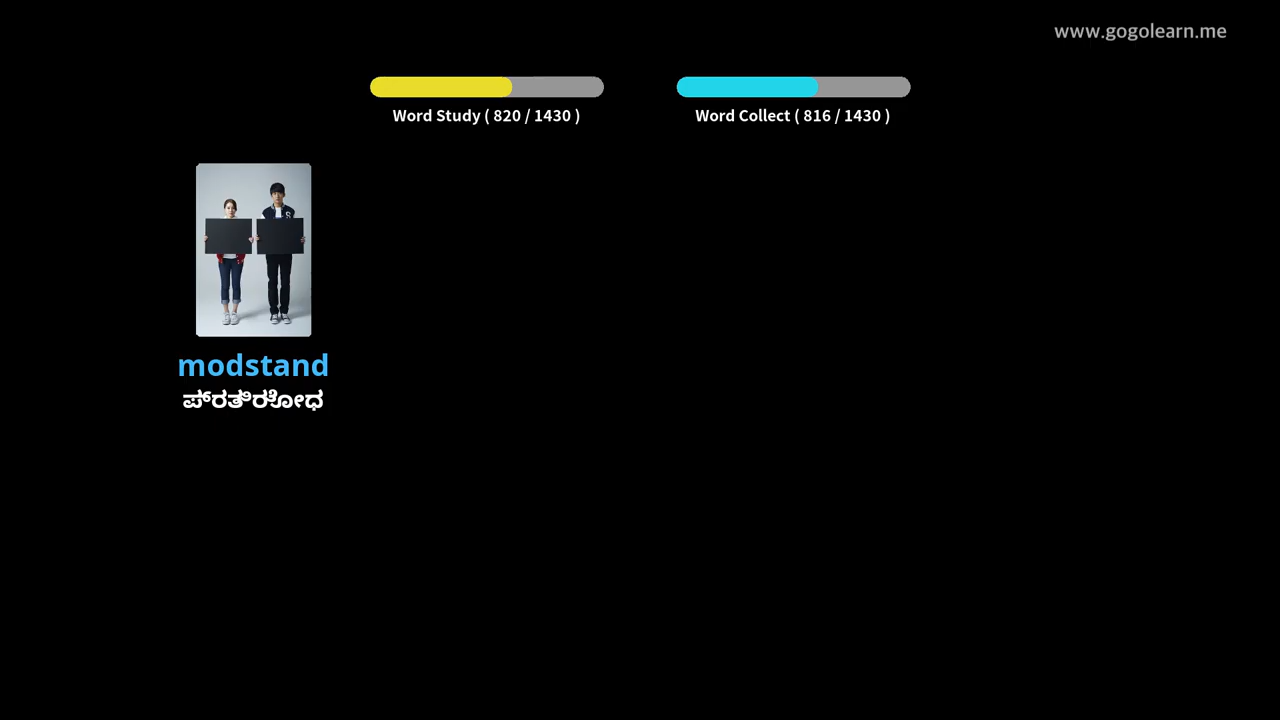 www.gogolearn.me
Word Study ( 820 / 1430 )
Word Collect ( 816 / 1430 )
modstand
ಪ್ರತಿರೋಧ